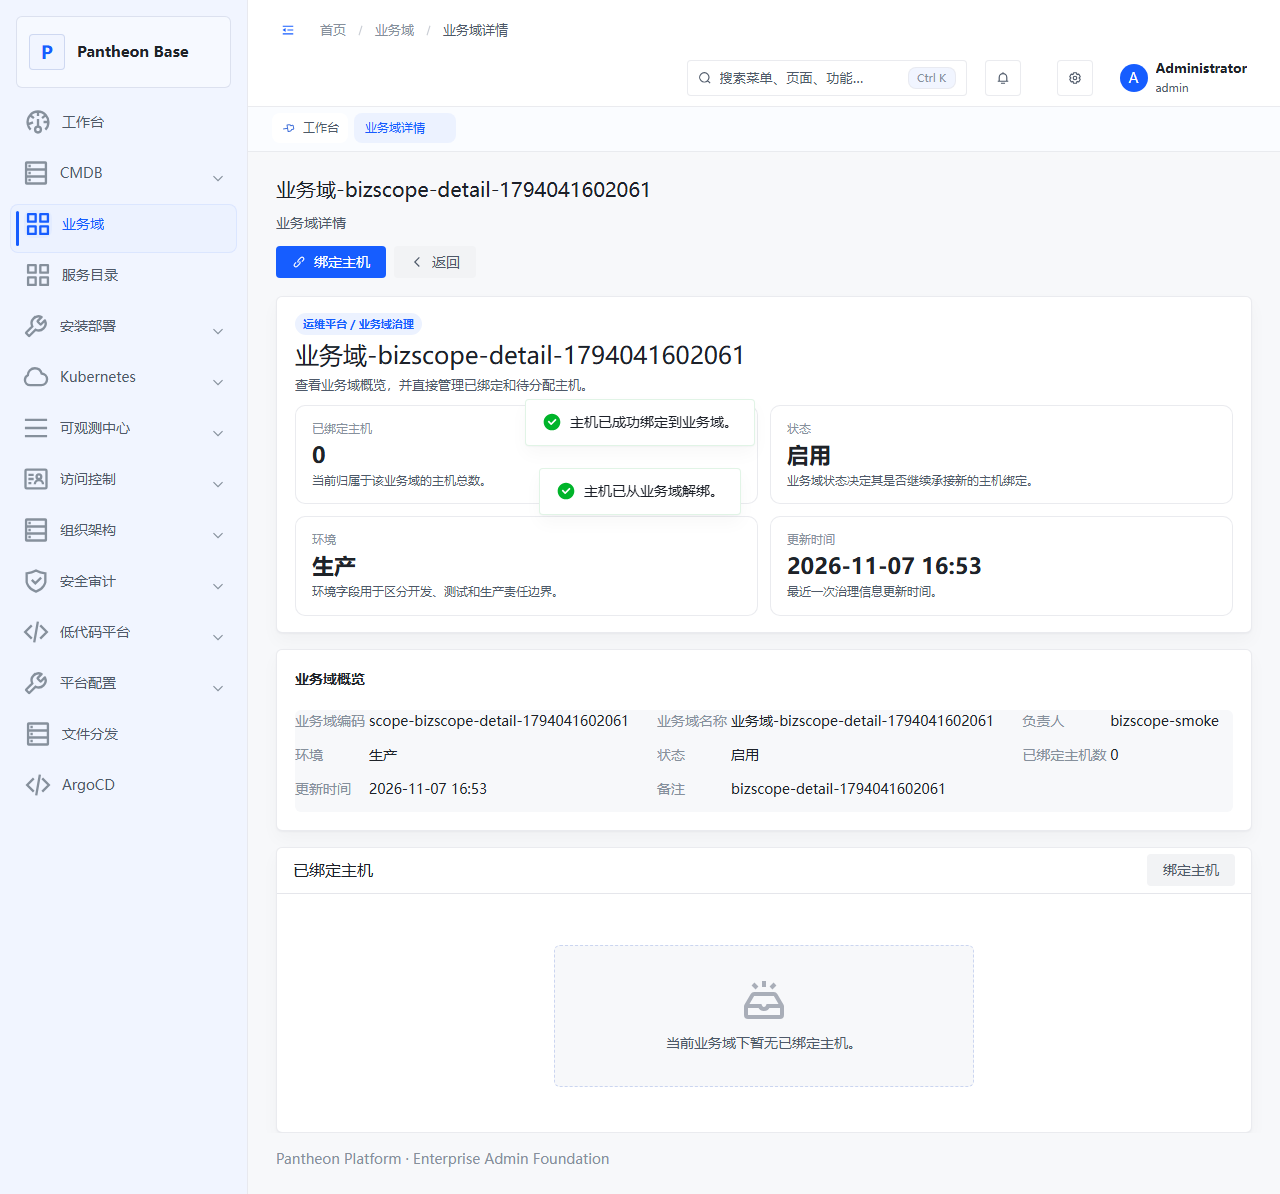 P
Pantheon Base
工作台
CMDB
业务域
服务目录
安装部署
Kubernetes
可观测中心
访问控制
组织架构
安全审计
低代码平台
平台配置
文件分发
ArgoCD
首页 / 业务域 / 业务域详情
搜索菜单、页面、功能... Ctrl K
A
Administrator
admin
工作台 业务域详情
业务域-bizscope-detail-1794041602061
业务域详情
绑定主机 返回
运维平台 / 业务域治理
业务域-bizscope-detail-1794041602061
查看业务域概览，并直接管理已绑定和待分配主机。
已绑定主机
0
当前归属于该业务域的主机总数。
主机已成功绑定到业务域。
主机已从业务域解绑。
状态
启用
业务域状态决定其是否继续承接新的主机绑定。
环境
生产
环境字段用于区分开发、测试和生产责任边界。
更新时间
2026-11-07 16:53
最近一次治理信息更新时间。
业务域概览
业务域编码 scope-bizscope-detail-1794041602061 业务域名称 业务域-bizscope-detail-1794041602061 负责人 bizscope-smoke
环境 生产 状态 启用 已绑定主机数 0
更新时间 2026-11-07 16:53 备注 bizscope-detail-1794041602061
已绑定主机 绑定主机
当前业务域下暂无已绑定主机。
Pantheon Platform · Enterprise Admin Foundation